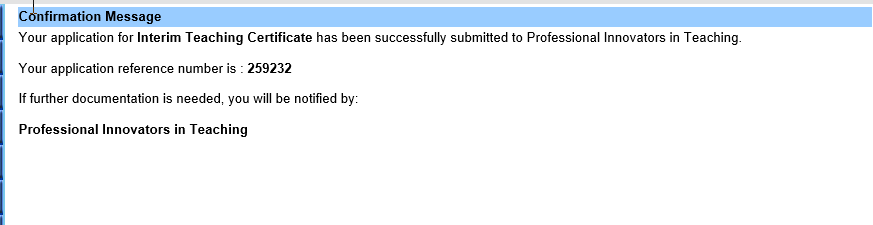 Confirmation Message
Your application for Interim Teaching Certificate has been successfully submitted to Professional Innovators in Teaching.
Your application reference number is : 259232
If further documentation is needed, you will be notified by:
Professional Innovators in Teaching